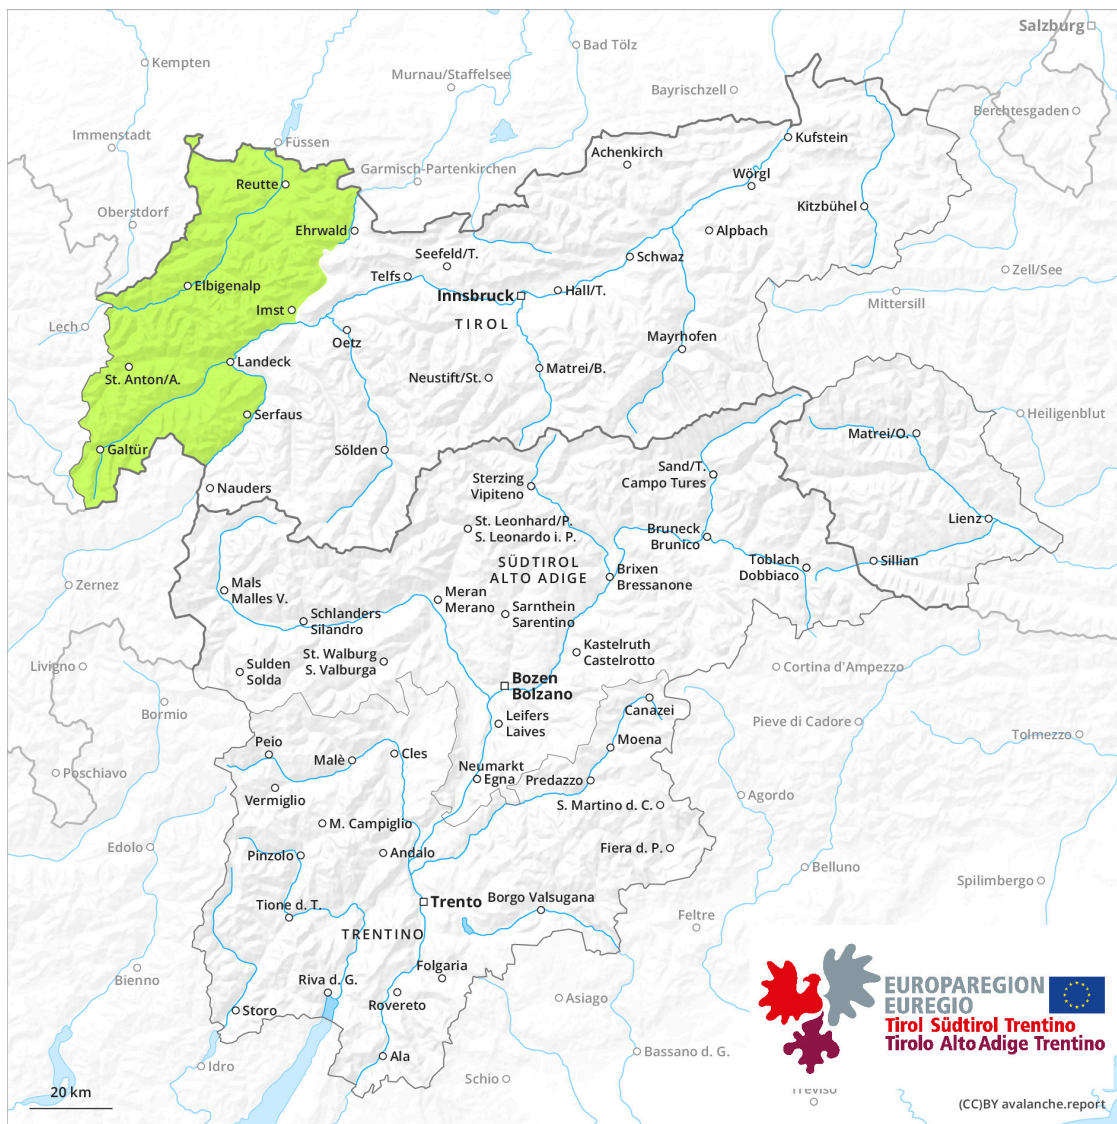 Salzburg
Bad Tölz
Kempten
Murnau/Staffelsee
Bayrischzell
Berchtesgaden
Immenstadt
Füssen
Kufstein
Achenkirch
Garmisch-Partenkirchen
Wörgl
Reutte
Kitzbühel
Oberstdorf
Ehrwald
Alpbach
Seefeld/T.
Schwaz
Telfs
Zell/See
Elbigenalp
Hall/T.
Innsbruck
Mittersill
Imst
TIROL
Lech
Oetz
Mayrhofen
Landeck
Matrei/B.
St. Anton/A.
Neustift/St.
Serfaus
Heiligenblut
Matrei/O.
Galtür
Sölden
Sand/T.
Campo Tures
Sterzing
Vipiteno
Nauders
St. Leonhard/P.
S. Leonardo i. P.
Lienz
Bruneck
Brunico
SÜDTIROL
ALTO ADIGE
Toblach
Dobbiaco
Sillian
Brixen
Bressanone
Zernez
Mals
Malles V.
Meran
Merano
Sarnthein
Sarentino
Schlanders
Silandro
Kastelruth
Castelrotto
St. Walburg
S. Valburga
Livigno
Sulden
Solda
Cortina d'Ampezzo
Bozen
Bolzano
Canazei
Bormio
Leifers
Laives
Pieve di Cadore
Tolmezzo
Peio
Moena
Malè
Cles
Neumarkt
Egna
Predazzo
Poschiavo
Vermiglio
Agordo
S. Martino d. C.
M. Campiglio
Edolo
Pinzolo
Andalo
Fiera d. P.
Belluno
Spilimbergo
Tione d. T.
Trento
Borgo Valsugana
Feltre
TRENTINO
Folgaria
Bienno
Riva d. G.
Rovereto
Asiago
Storo
EUROPAREGION
EUREGIO
Tirol Südtirol Trentino
Tirolo Alto Adige Trentino
Ala
Bassano d. G.
Idro
Schio
Treviso
20 km
(CC)BY avalanche.report